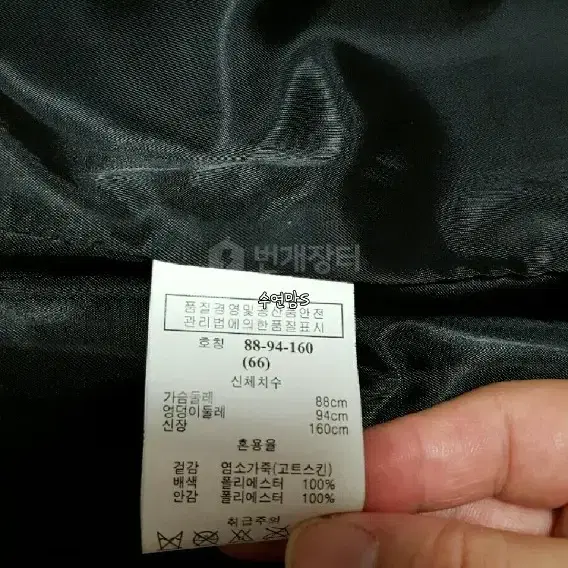 번개장터
수연맘S
품질경영및공산품안전
관리법에의한품질표시
호칭 88-94-160
(66)
신체치수
가슴둘레 88cm
엉덩이둘레 94cm
신장 160cm
혼용율
겉감 염소가죽(고트스킨)
배색 폴리에스터 100%
안감 폴리에스터 100%
취급주의